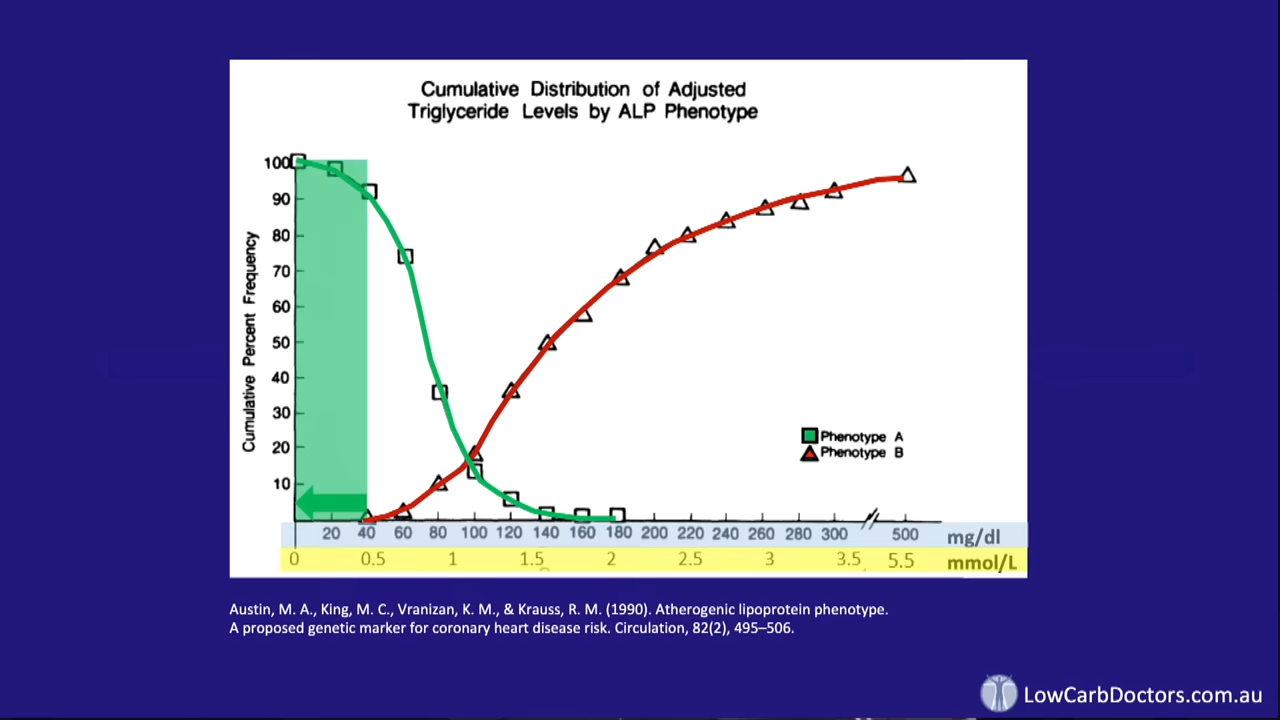 Cumulative Distribution of Adjusted
Triglyceride Levels by ALP Phenotype
Cumulative Percent Frequency
100
90
80
70
60
50
40
30
20
10
Phenotype A
Phenotype B
20 40 60 80 100 120 140 160 180 200 220 240 260 280 300 500 mg/dl
0 0.5 1 1.5 2 2.5 3 3.5 5.5 mmol/L
Austin, M. A., King, M. C., Vranizan, K. M., & Krauss, R. M. (1990). Atherogenic lipoprotein phenotype.
A proposed genetic marker for coronary heart disease risk. Circulation, 82(2), 495–506.
LowCarbDoctors.com.au